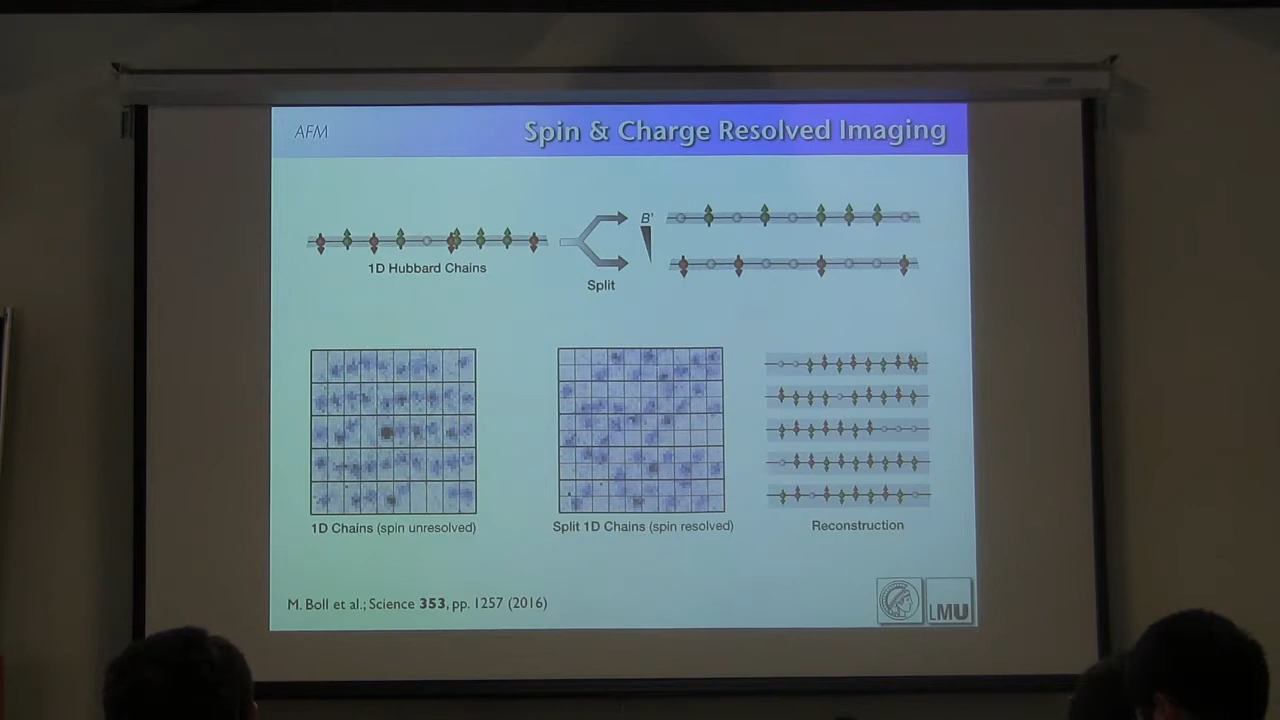 AFM
Spin & Charge Resolved Imaging
B'
1D Hubbard Chains
Split
1D Chains (spin unresolved)
Split 1D Chains (spin resolved)
Reconstruction
M. Boll et al.; Science 353, pp. 1257 (2016)
LMU